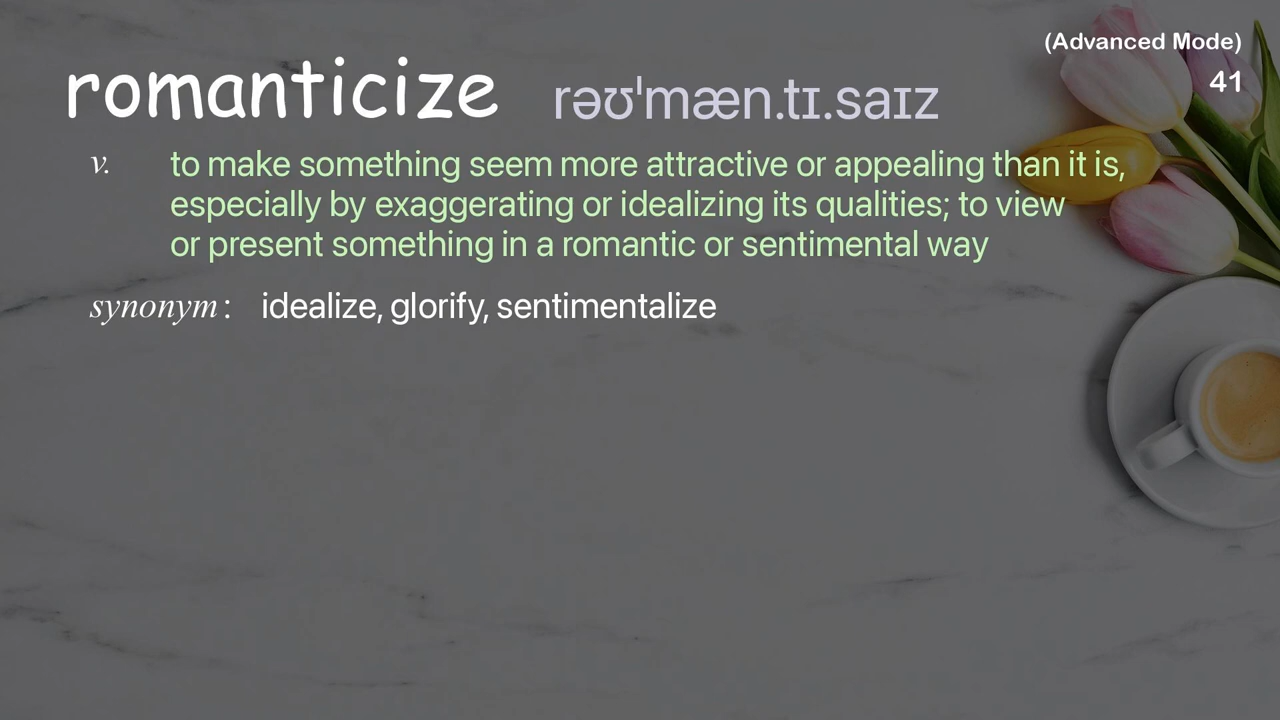 (Advanced Mode)
romanticize rəʊˈmæn.tɪ.saɪz 41
v. to make something seem more attractive or appealing than it is,
especially by exaggerating or idealizing its qualities; to view
or present something in a romantic or sentimental way
synonym : idealize, glorify, sentimentalize